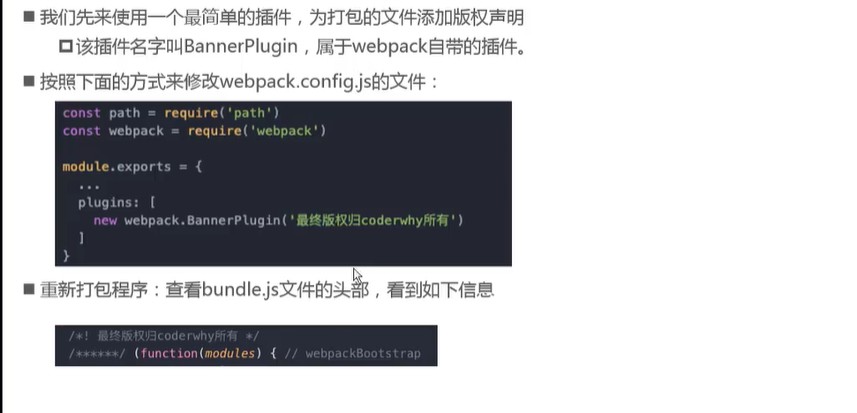 我们先来使用一个最简单的插件，为打包的文件添加版权声明
该插件名字叫BannerPlugin，属于webpack自带的插件。
按照下面的方式来修改webpack.config.js的文件：
const path = require('path')
const webpack = require('webpack')
module.exports = {
...
plugins: [
new webpack.BannerPlugin('最终版权归coderwhy所有')
]
}
重新打包程序：查看bundle.js文件的头部，看到如下信息
/*! 最终版权归coderwhy所有 */
/******/ (function(modules) { // webpackBootstrap